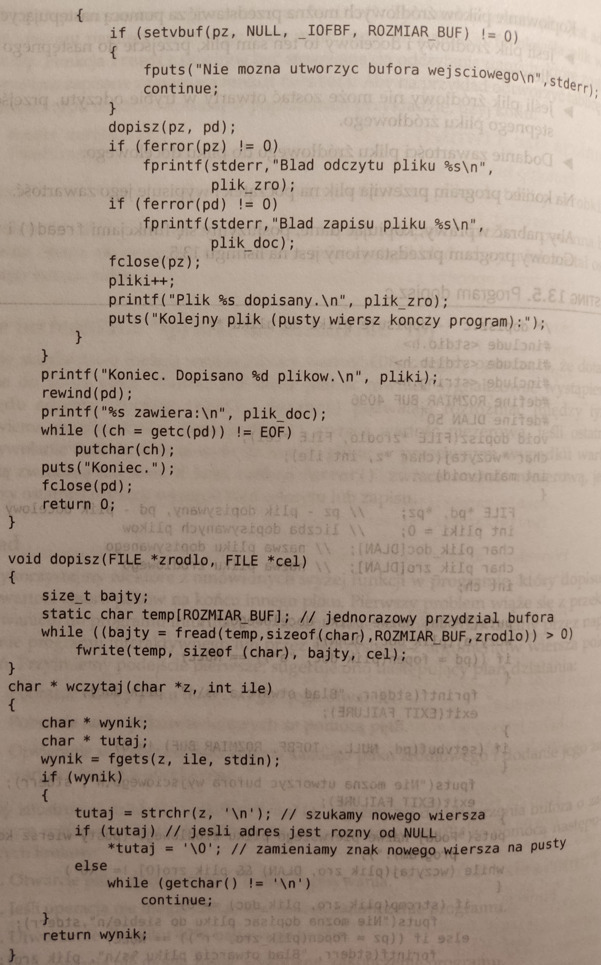 {
if (setvbuf(pz, NULL, _IOFBF, ROZMIAR_BUF) != 0)
{
fputs("Nie mozna utworzyc bufora wejsciowego\n",stderr);
continue;
}
dopisz(pz, pd);
if (ferror(pz) != 0)
fprintf(stderr,"Blad odczytu pliku %s\n",
plik_zro);
if (ferror(pd) != 0)
fprintf(stderr,"Blad zapisu pliku %s\n",
plik_doc);
fclose(pz);
pliki++;
printf("Plik %s dopisany.\n", plik_zro);
puts("Kolejny plik (pusty wiersz konczy program):");
}
}
printf("Koniec. Dopisano %d plikow.\n", pliki);
rewind(pd);
printf("%s zawiera:\n", plik_doc);
while ((ch = getc(pd)) != EOF)
putchar(ch);
puts("Koniec.");
fclose(pd);
return 0;
}
void dopisz(FILE *zrodlo, FILE *cel)
{
size_t bajty;
static char temp[ROZMIAR_BUF]; // jednorazowy przydzial bufora
while ((bajty = fread(temp,sizeof(char),ROZMIAR_BUF,zrodlo)) > 0)
fwrite(temp, sizeof (char), bajty, cel);
}
char * wczytaj(char *z, int ile)
{
char * wynik;
char * tutaj;
wynik = fgets(z, ile, stdin);
if (wynik)
{
tutaj = strchr(z, '\n'); // szukamy nowego wiersza
if (tutaj) // jesli adres jest rozny od NULL
*tutaj = '\0'; // zamieniamy znak nowego wiersza na pusty
else
while (getchar() != '\n')
continue;
}
return wynik;
}